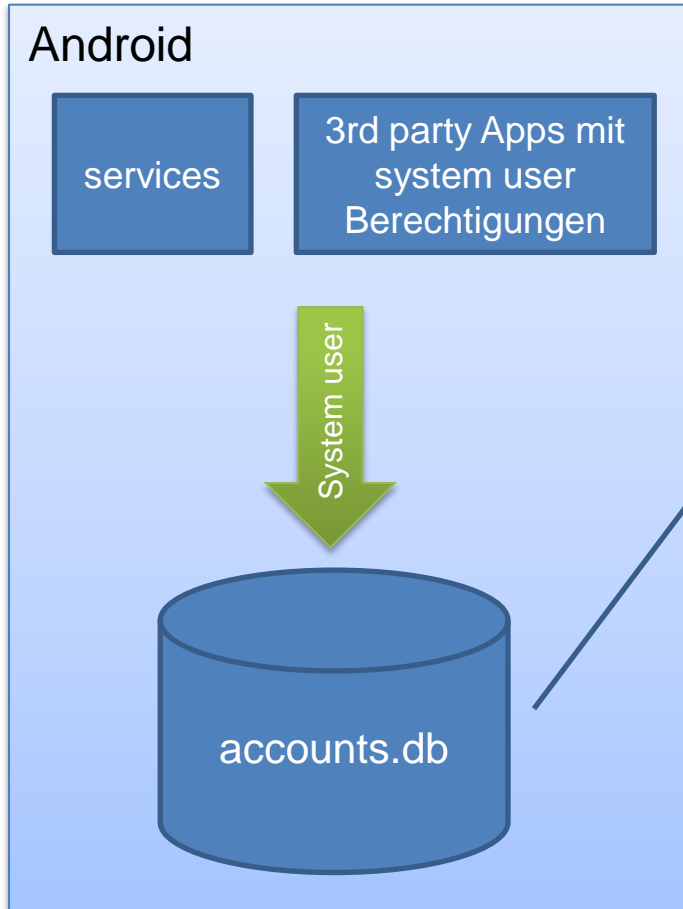 Android
services
3rd party Apps mit
system user
Berechtigungen
System user
accounts.db